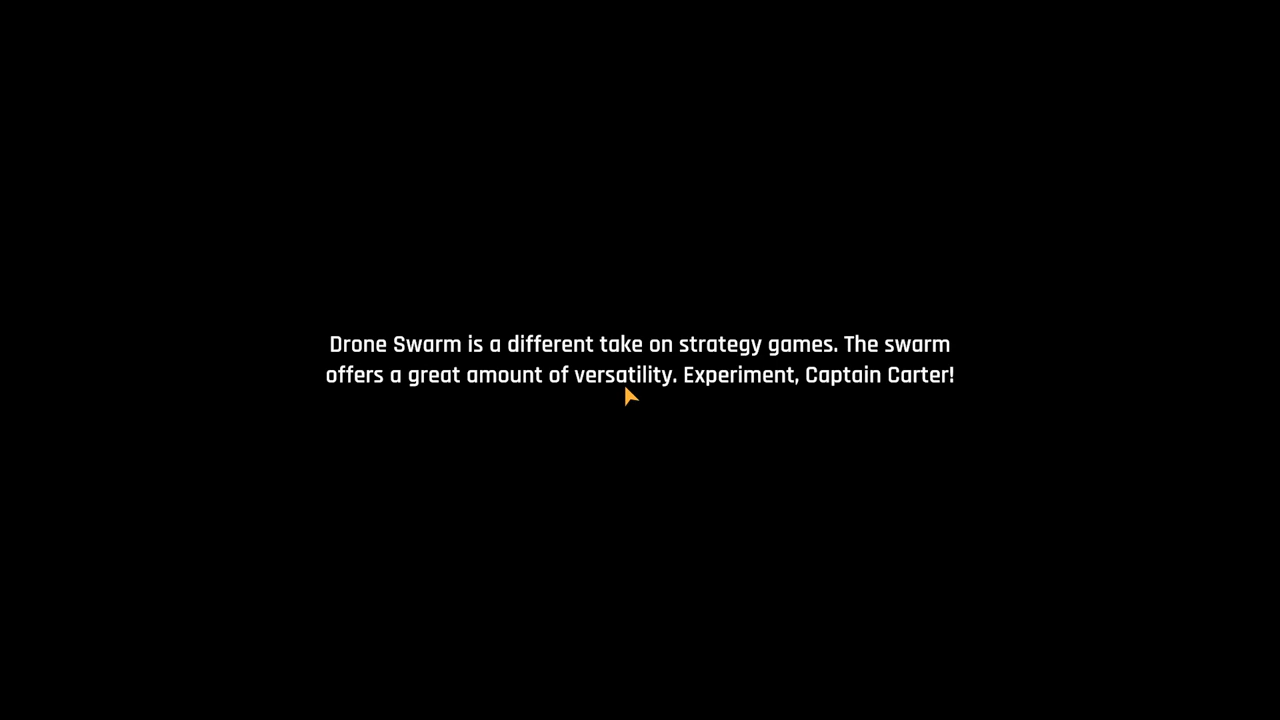 Drone Swarm is a different take on strategy games. The swarm
offers a great amount of versatility. Experiment, Captain Carter!